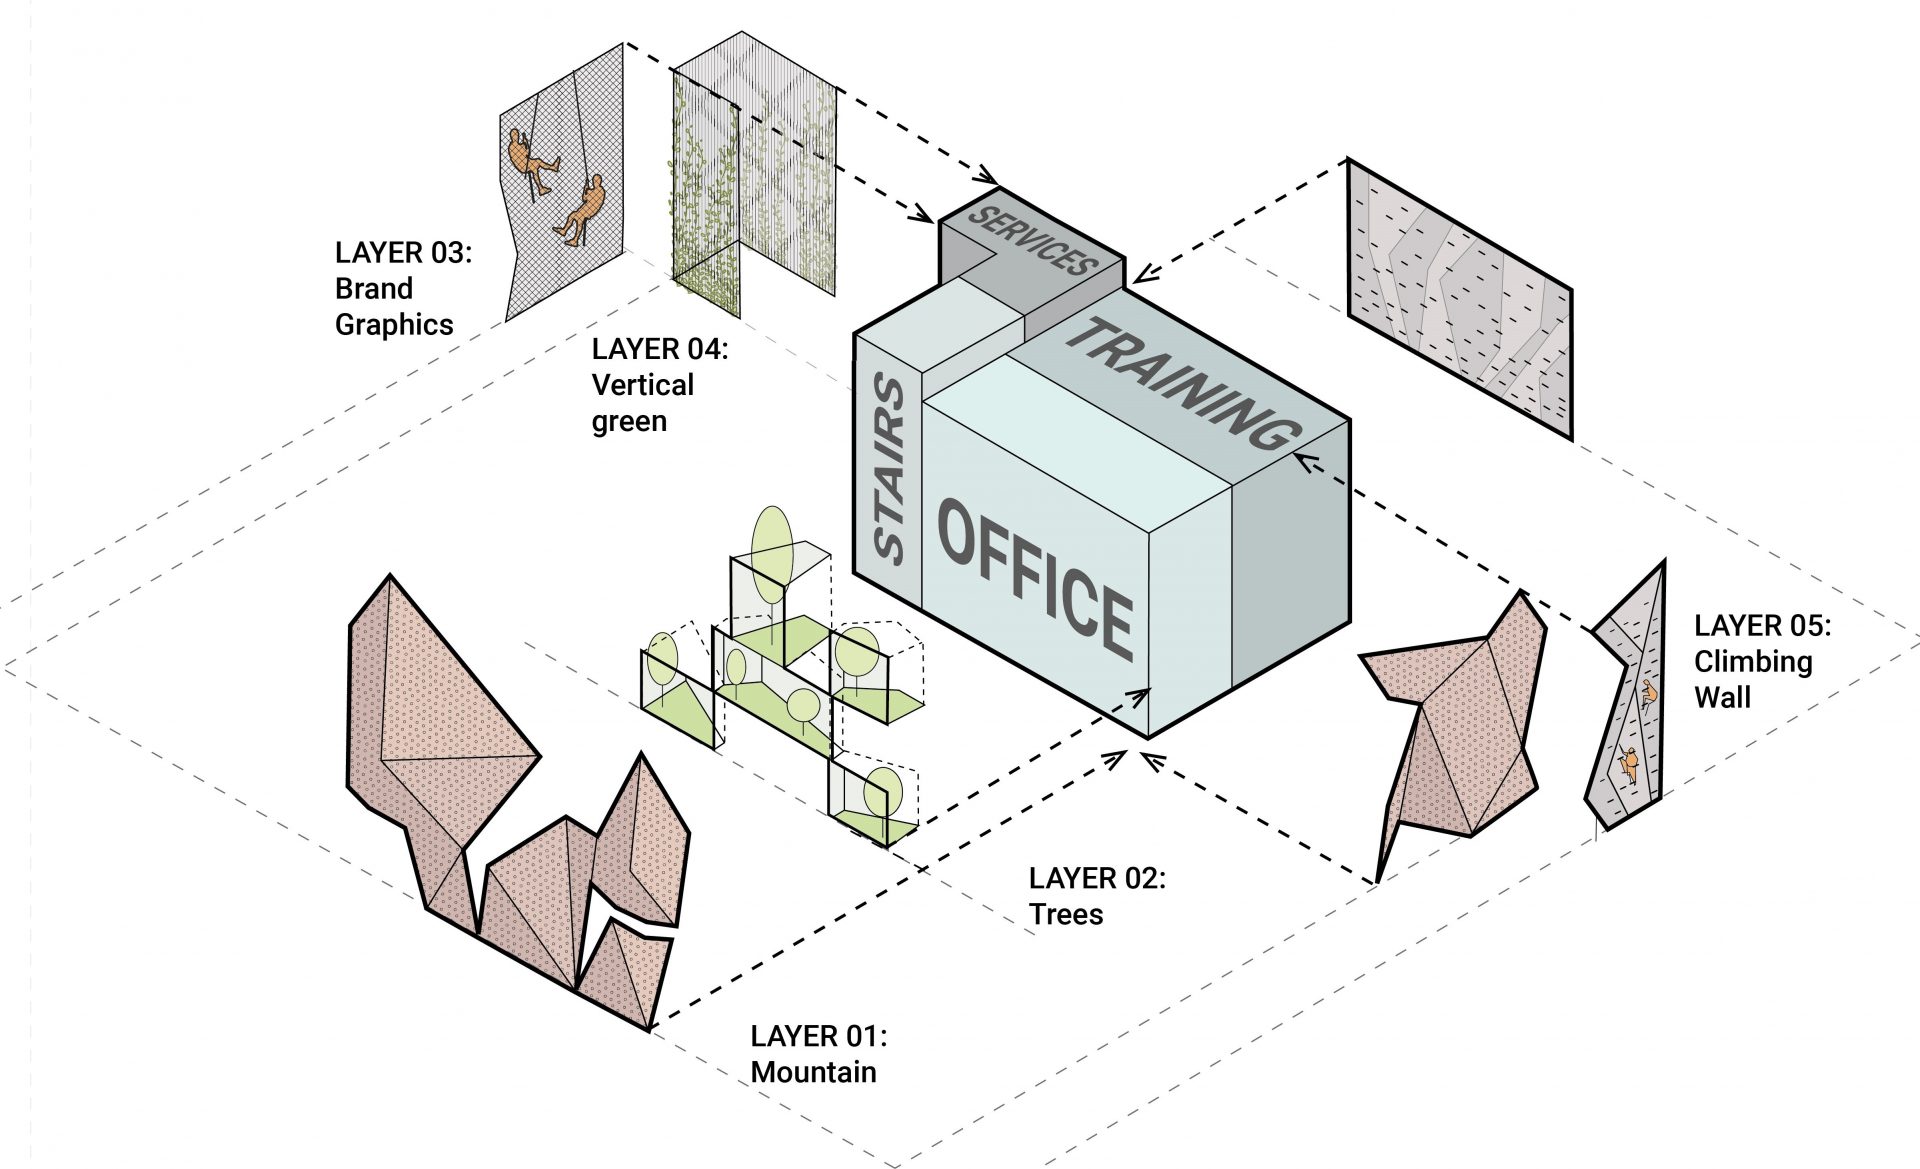 LAYER 03:
Brand
Graphics
LAYER 04:
Vertical
green
SERVICES
TRAINING
STAIRS
OFFICE
LAYER 05:
Climbing
Wall
LAYER 02:
Trees
LAYER 01:
Mountain